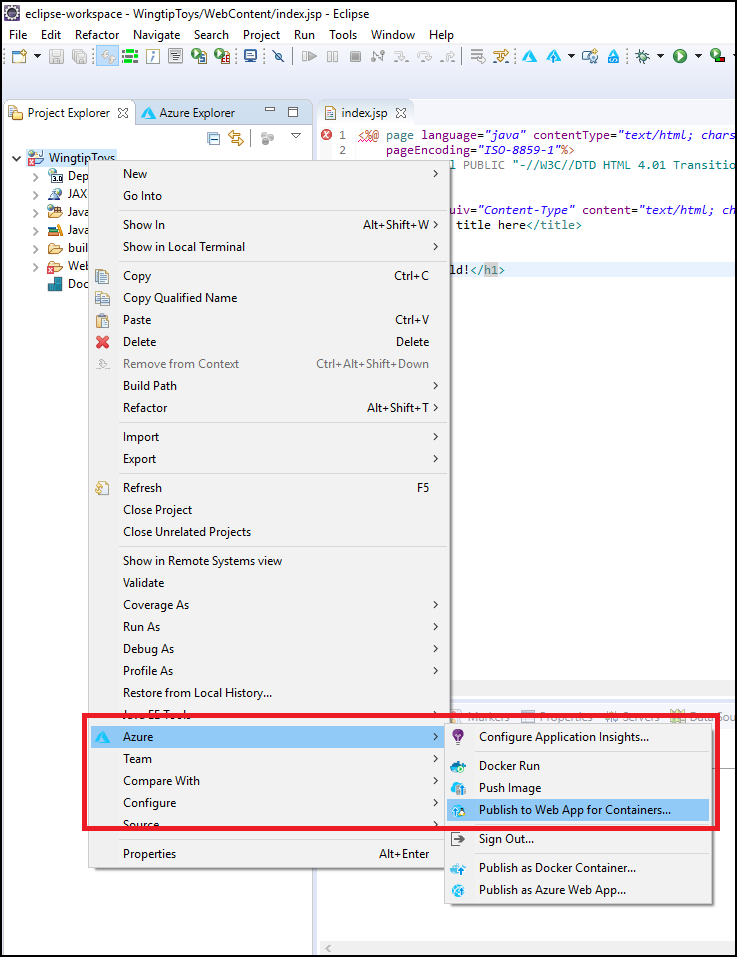 eclipse-workspace - WingtipToys/WebContent/index.jsp - Eclipse
File Edit Refactor Navigate Search Project Run Tools Window Help
Project Explorer Azure Explorer index.jsp
WingtipToys
Dep
JAX
Java
Java
buil
Web
Doc
1 <%@ page language="java" contentType="text/html; chars
2 pageEncoding="ISO-8859-1"%>
l PUBLIC "-//W3C//DTD HTML 4.01 Transitio
uiv="Content-Type" content="text/html; ch
title here</title>
ld!</h1>
New
Go Into
Show In Alt+Shift+W
Show in Local Terminal
Copy Ctrl+C
Copy Qualified Name
Paste Ctrl+V
Delete Delete
Remove from Context Ctrl+Alt+Shift+Down
Build Path
Refactor Alt+Shift+T
Import
Export
Refresh F5
Close Project
Close Unrelated Projects
Show in Remote Systems view
Validate
Coverage As
Run As
Debug As
Profile As
Restore from Local History...
Java EE Tools
Markers Properties Servers Data Sou
Azure
Team
Compare With
Configure
Source
Properties Alt+Enter
Configure Application Insights...
Docker Run
Push Image
Publish to Web App for Containers...
Sign Out...
Publish as Docker Container...
Publish as Azure Web App...